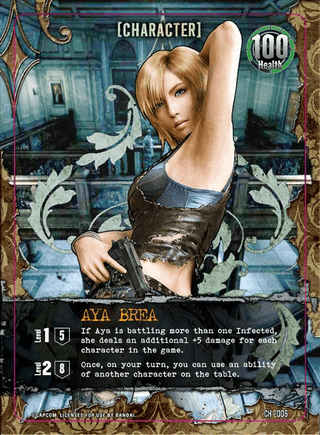 [CHARACTER]
100
Health
AYA BREA
Level 1 5
If Aya is battling more than one Infected,
she deals an additional +5 damage for each
character in the game.
Level 2 8
Once, on your turn, you can use an ability
of another character on the table.
©CAPCOM. LICENSED FOR USE BY BANDAI.
CH-006